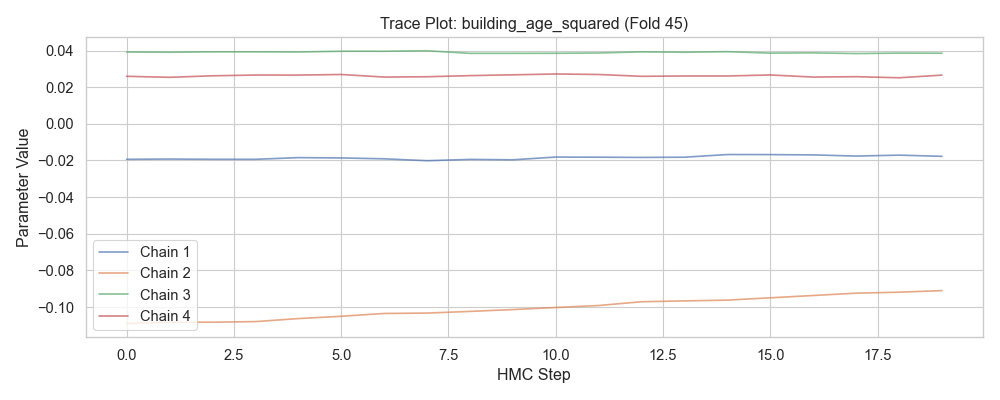 Trace Plot: building_age_squared (Fold 45)
Parameter Value
0.04
0.02
0.00
−0.02
−0.04
−0.06
−0.08
−0.10
Chain 1
Chain 2
Chain 3
Chain 4
0.0 2.5 5.0 7.5 10.0 12.5 15.0 17.5
HMC Step